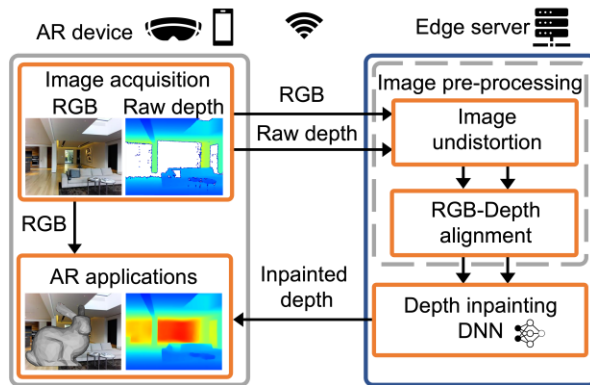 AR device
Edge server
Image acquisition
RGB
Raw depth
RGB
Raw depth
Image pre-processing
Image
undistortion
RGB-Depth
alignment
RGB
AR applications
Inpainted
depth
Depth inpainting
DNN